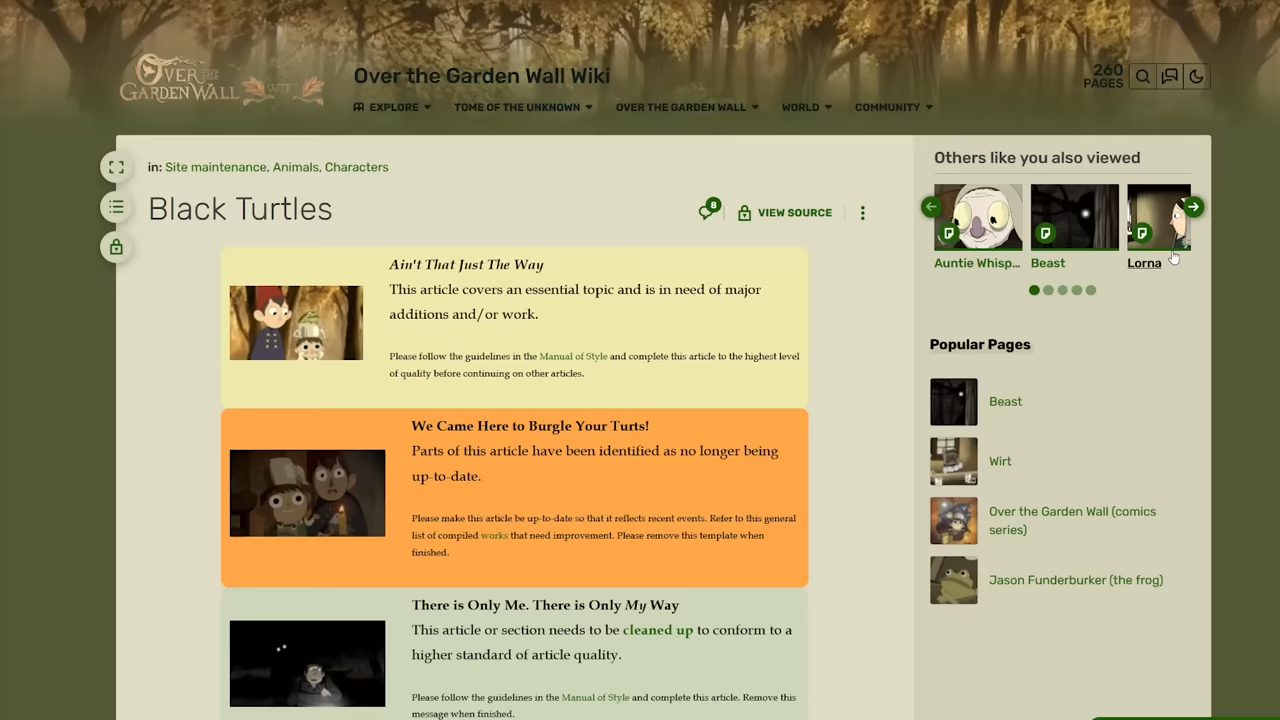 OVER THE
GARDEN WALL WIKI
Over the Garden Wall Wiki
260
PAGES
EXPLORE
TOME OF THE UNKNOWN
OVER THE GARDEN WALL
WORLD
COMMUNITY
in: Site maintenance, Animals, Characters
Black Turtles
8
VIEW SOURCE
Ain't That Just The Way
This article covers an essential topic and is in need of major
additions and/or work.
Please follow the guidelines in the Manual of Style and complete this article to the highest level
of quality before continuing on other articles.
We Came Here to Burgle Your Turts!
Parts of this article have been identified as no longer being
up-to-date.
Please make this article be up-to-date so that it reflects recent events. Refer to this general
list of compiled works that need improvement. Please remove this template when
finished.
There is Only Me. There is Only My Way
This article or section needs to be cleaned up to conform to a
higher standard of article quality.
Please follow the guidelines in the Manual of Style and complete this article. Remove this
message when finished.
Others like you also viewed
Auntie Whisp...
Beast
Lorna
Popular Pages
Beast
Wirt
Over the Garden Wall (comics
series)
Jason Funderburker (the frog)